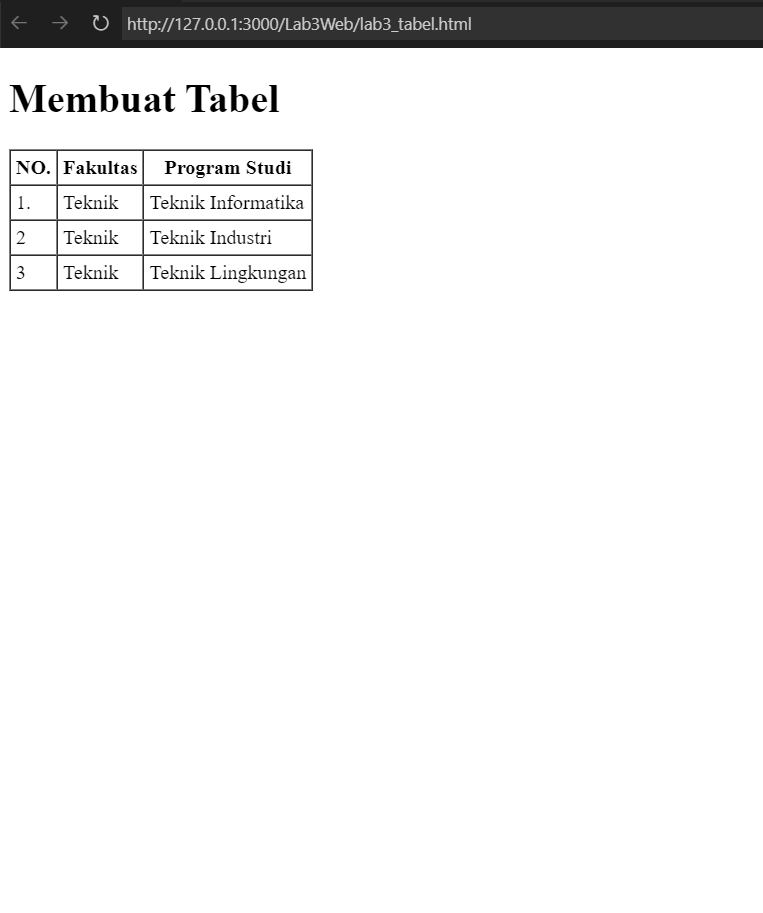 http://127.0.0.1:3000/Lab3Web/lab3_tabel.html
Membuat Tabel
NO. Fakultas Program Studi
1. Teknik Teknik Informatika
2 Teknik Teknik Industri
3 Teknik Teknik Lingkungan